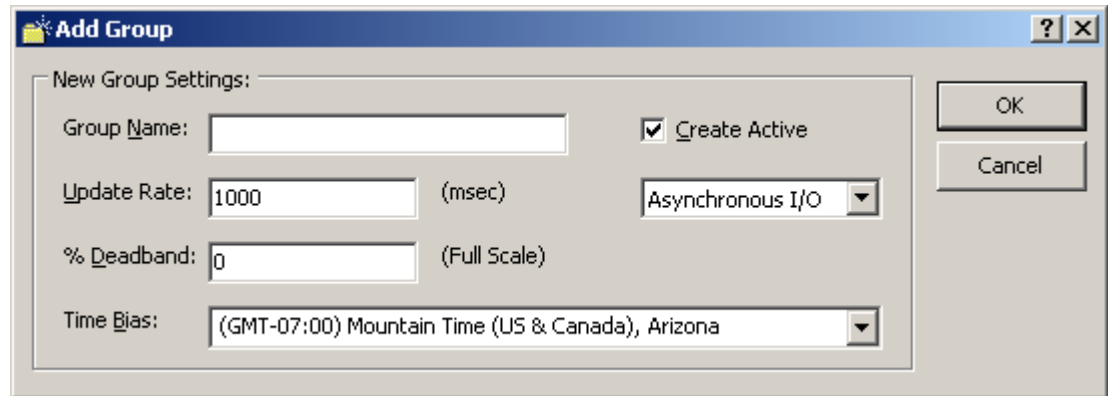 Add Group
New Group Settings:
Group Name:
Create Active
OK
Update Rate: 1000 (msec) Asynchronous I/O
Cancel
% Deadband: 0 (Full Scale)
Time Bias: (GMT-07:00) Mountain Time (US & Canada), Arizona